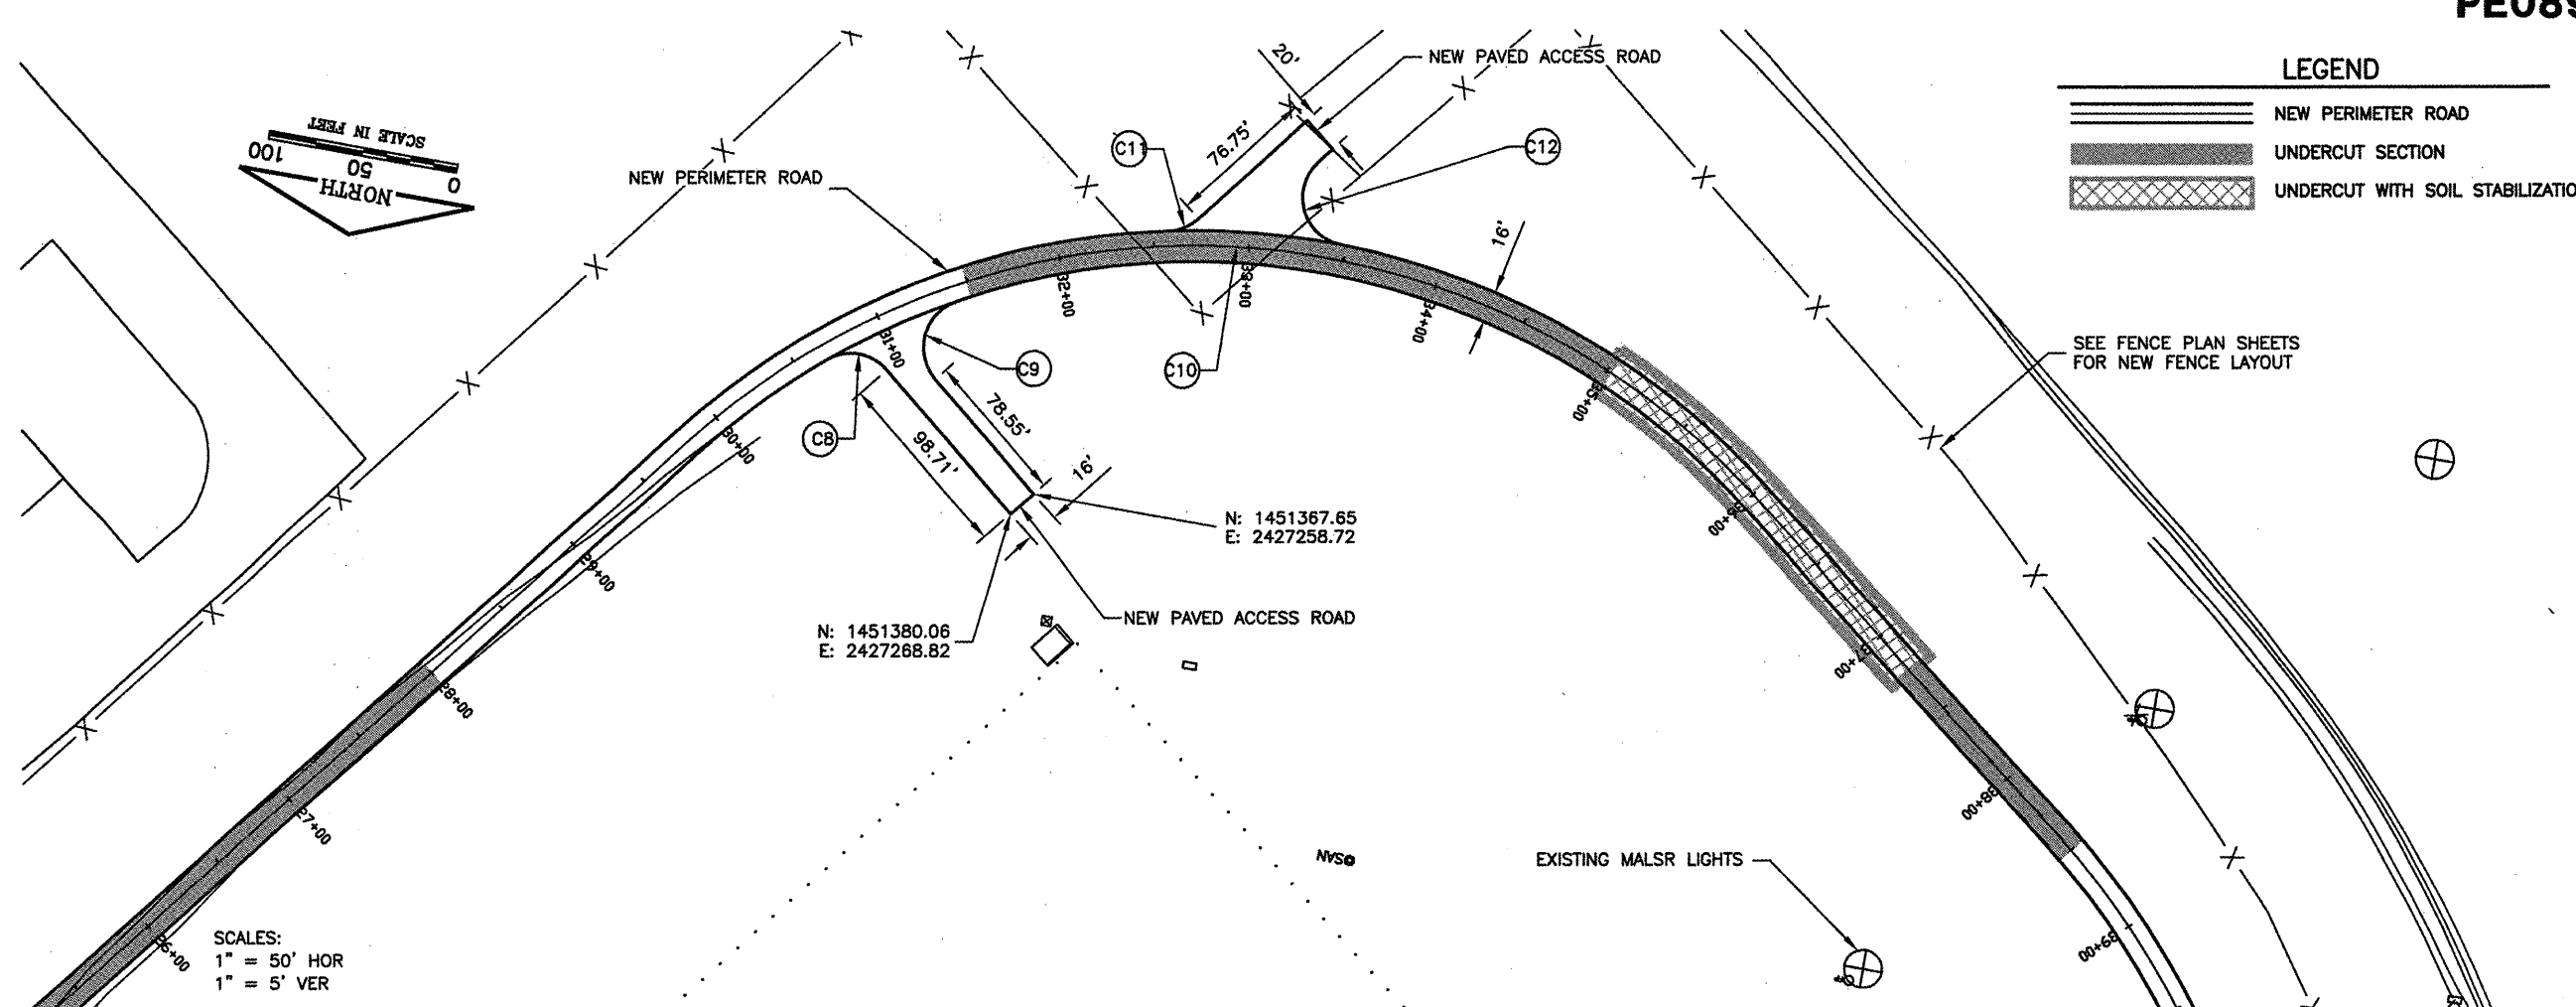 PE089
20'
NEW PAVED ACCESS ROAD
LEGEND
NEW PERIMETER ROAD
UNDERCUT SECTION
UNDERCUT WITH SOIL STABILIZATIO
SCALE IN FEET
100
50
0
NORTH
NEW PERIMETER ROAD
C11
76.75'
C12
16'
32+00
33+00
34+00
31+00
C9
C10
SEE FENCE PLAN SHEETS
FOR NEW FENCE LAYOUT
35+00
C8
30+00
78.55'
98.71'
16'
N: 1451367.65
E: 2427258.72
36+00
29+00
NEW PAVED ACCESS ROAD
N: 1451380.06
E: 2427268.82
37+00
28+00
27+00
38+00
SAN
EXISTING MALSR LIGHTS
26+00
39+00
SCALES:
1" = 50' HOR
1" = 5' VER